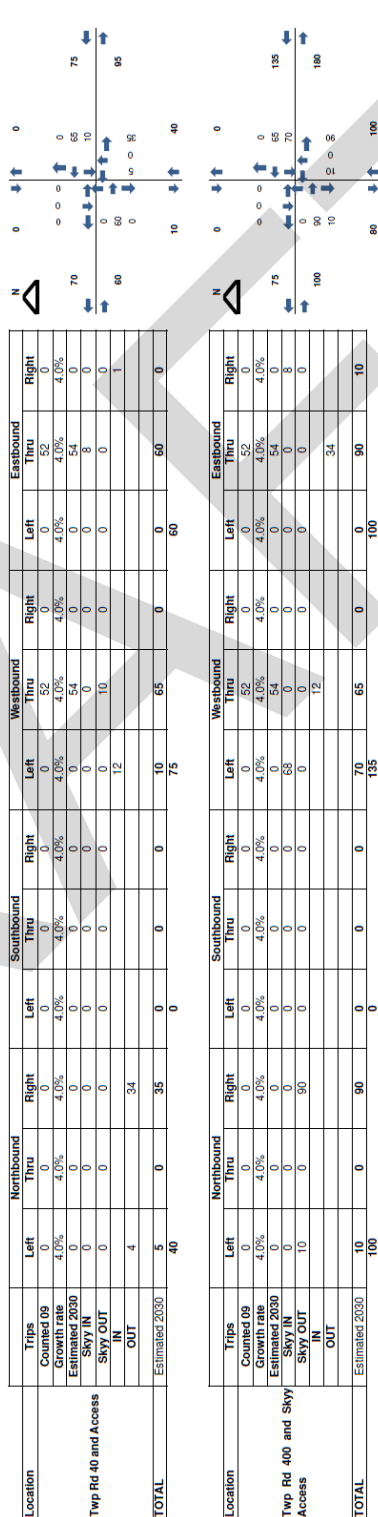 Location Trips Northbound Southbound Westbound Eastbound
Left Thru Right Left Thru Right Left Thru Right Left Thru Right
Twp Rd 40 and Access
Counted 09 0 0 0 0 0 0 0 52 0 0 52 0
Growth rate 4.0% 4.0% 4.0% 4.0% 4.0% 4.0% 4.0% 4.0% 4.0% 4.0% 4.0% 4.0%
Estimated 2030 0 0 0 0 0 0 0 54 0 0 54 0
Skyy IN 0 0 0 0 0 0 0 0 0 0 8 0
Skyy OUT 0 0 0 0 0 0 0 10 0 0 0 0
IN 12 1
OUT 4 34
TOTAL Estimated 2030 5 0 35 0 0 0 10 65 0 0 60 0
40 0 75 60
N
0 0
0 0 0 0
65
70 10 75
60 0 95
60
0 5 0 35
10 40
Location Trips Northbound Southbound Westbound Eastbound
Left Thru Right Left Thru Right Left Thru Right Left Thru Right
Twp Rd 400 and Skyy
Access
Counted 09 0 0 0 0 0 0 0 52 0 0 52 0
Growth rate 4.0% 4.0% 4.0% 4.0% 4.0% 4.0% 4.0% 4.0% 4.0% 4.0% 4.0% 4.0%
Estimated 2030 0 0 0 0 0 0 0 54 0 0 54 0
Skyy IN 0 0 0 0 0 0 68 0 0 0 0 8
Skyy OUT 10 0 90 0 0 0 0 0 0 0 0 0
IN 12
OUT 34
TOTAL Estimated 2030 10 0 90 0 0 0 70 65 0 0 90 10
100 0 135 100
N
0 0
0 0 0 0
65
75 70 135
100 0 180
90
10 10 0 90
80 100